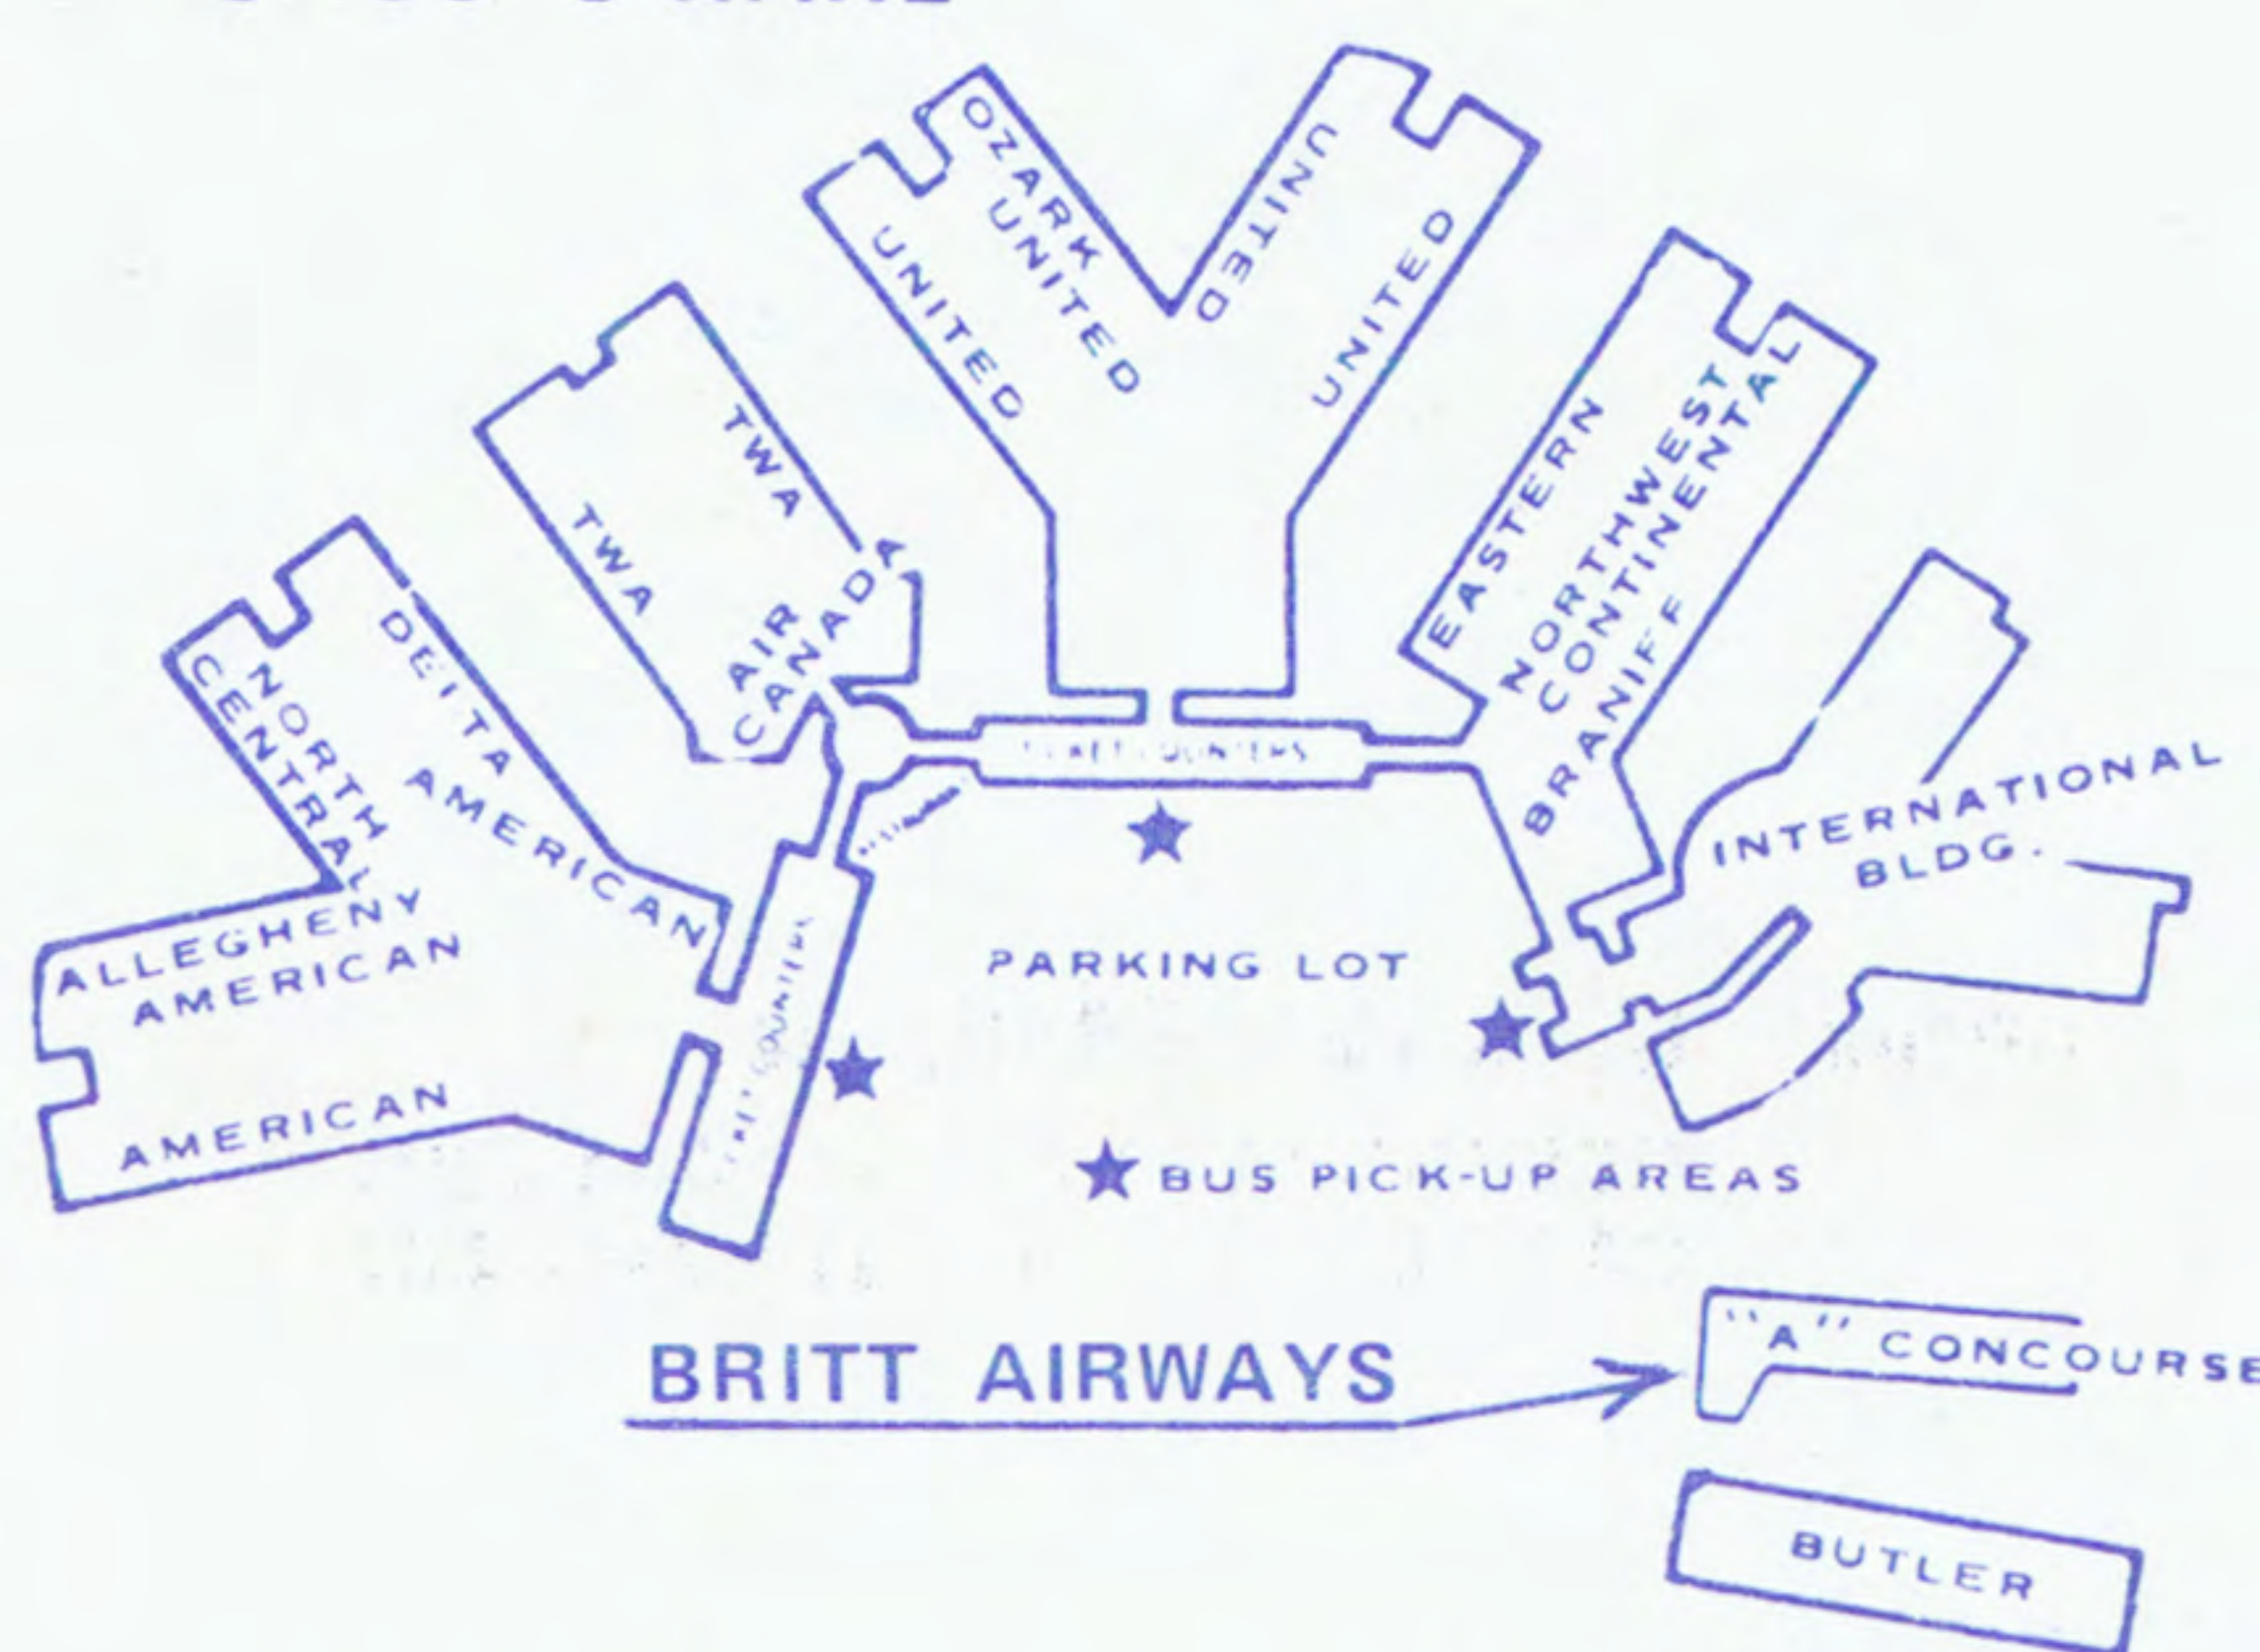 OZARK
UNITED
UNITED
UNITED
UNITED
TWA
TWA
AIR
CANADA
EASTERN
NORTHWEST
CONTINENTAL
BRANIFF
DELTA
NORTH
CENTRAL
AMERICAN
ALLEGHENY
AMERICAN
AMERICAN
INTERNATIONAL
BLDG.
PARKING LOT
★ BUS PICK-UP AREAS
BRITT AIRWAYS
"A" CONCOURSE
BUTLER